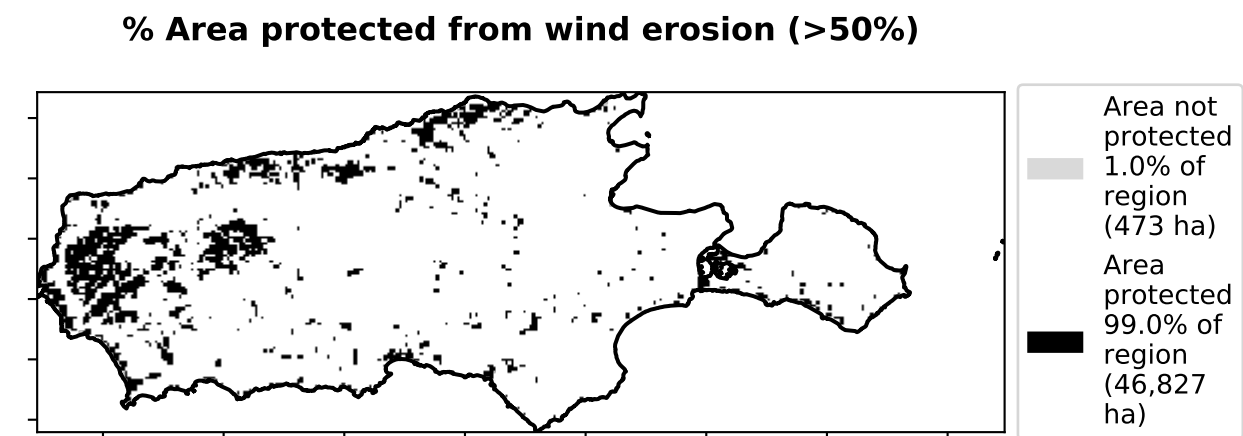 % Area protected from wind erosion (>50%)
Area not
protected
1.0% of
region
(473 ha)
Area
protected
99.0% of
region
(46,827
ha)